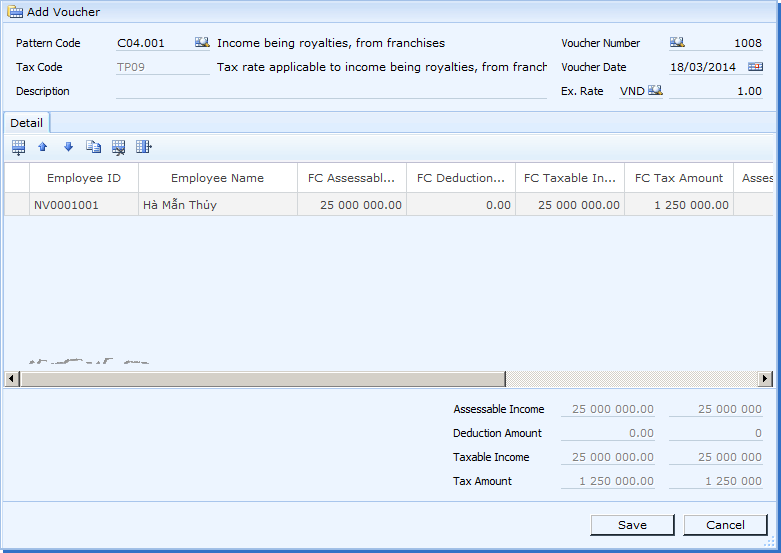 Add Voucher
Pattern Code C04.001 Income being royalties, from franchises Voucher Number 1008
Tax Code TP09 Tax rate applicable to income being royalties, from franch Voucher Date 18/03/2014
Description Ex. Rate VND 1.00
Detail
Employee ID Employee Name FC Assessabl... FC Deduction... FC Taxable In... FC Tax Amount Asses
NV0001001 Hà Mẫn Thủy 25 000 000.00 0.00 25 000 000.00 1 250 000.00
Assessable Income 25 000 000.00 25 000 000
Deduction Amount 0.00 0
Taxable Income 25 000 000.00 25 000 000
Tax Amount 1 250 000.00 1 250 000
Save Cancel